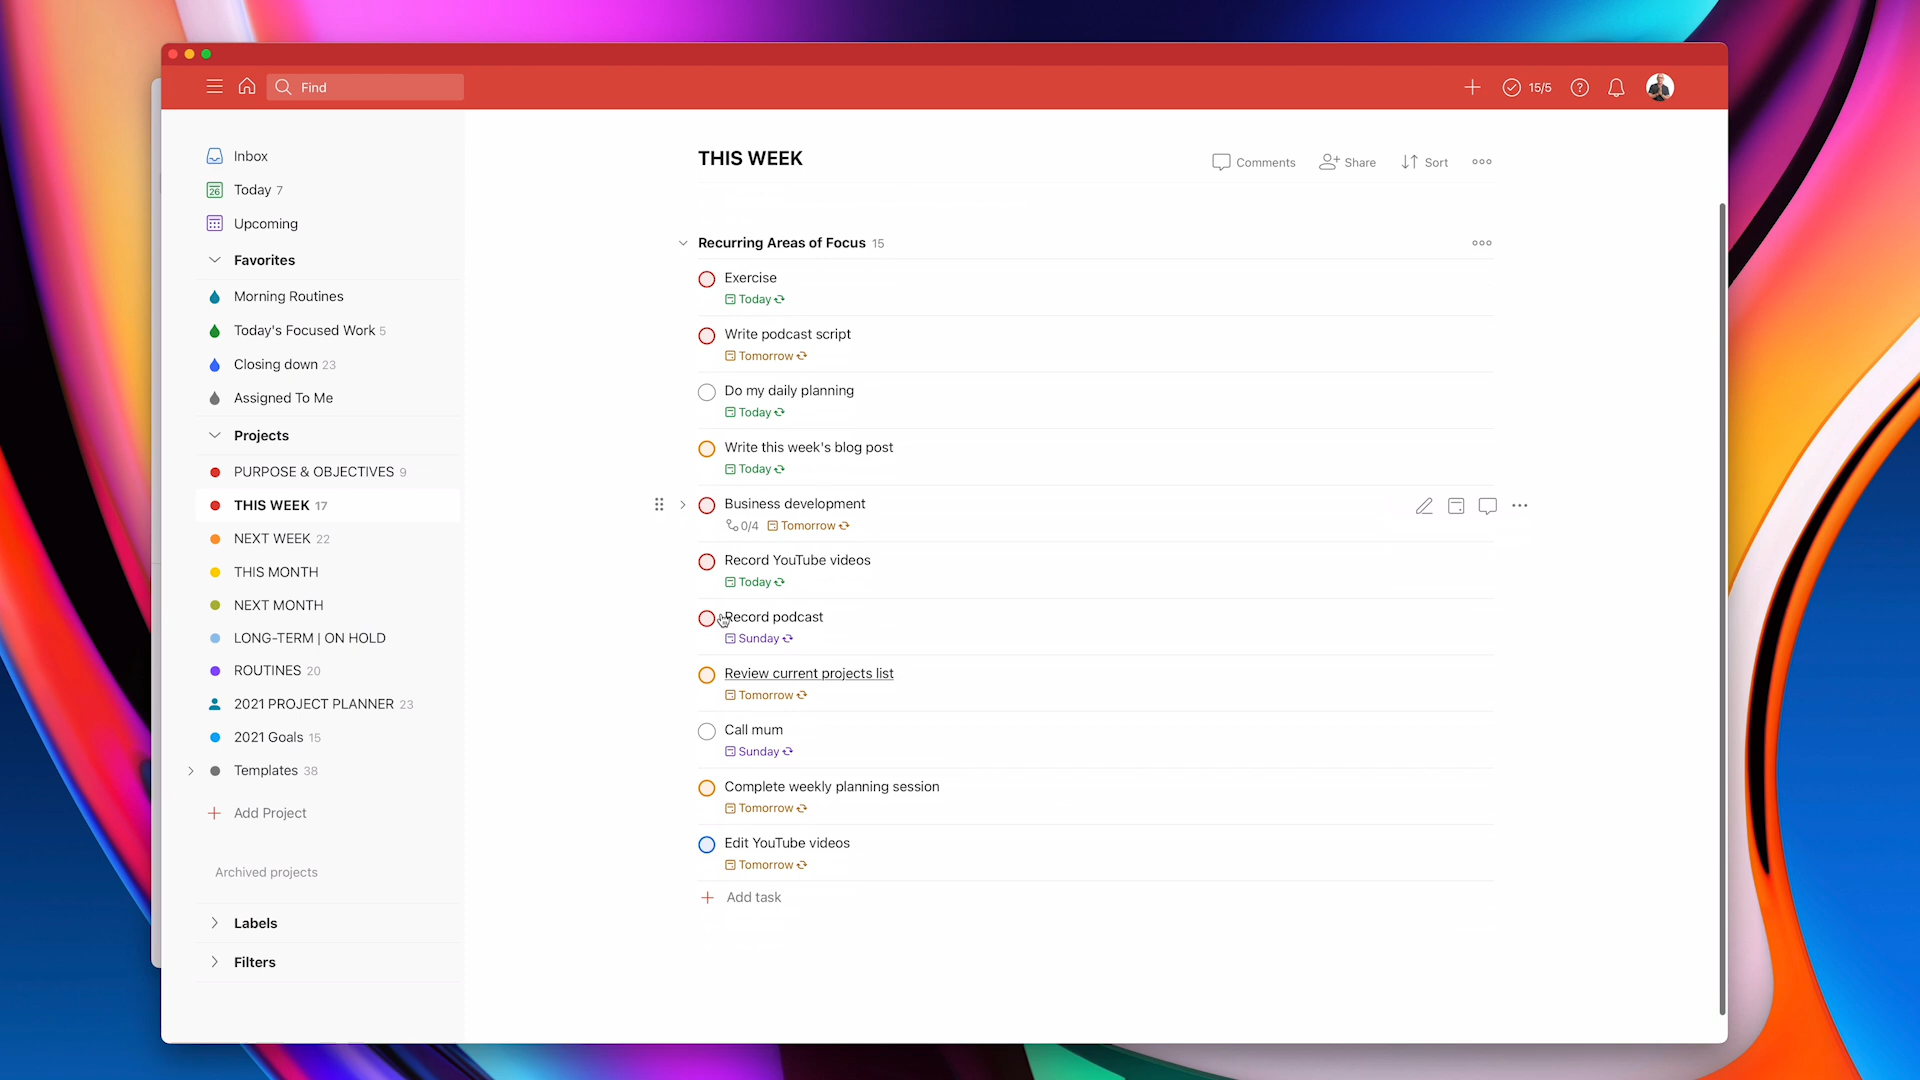 Find
15/5
?
Inbox
26
Today 7
Upcoming
Favorites
Morning Routines
Today's Focused Work 5
Closing down 23
Assigned To Me
Projects
PURPOSE & OBJECTIVES 9
THIS WEEK 17
NEXT WEEK 22
THIS MONTH
NEXT MONTH
LONG-TERM | ON HOLD
ROUTINES 20
2021 PROJECT PLANNER 23
2021 Goals 15
Templates 38
Add Project
Archived projects
Labels
Filters
THIS WEEK
Comments
Share
Sort
Recurring Areas of Focus 15
Exercise
Today
Write podcast script
Tomorrow
Do my daily planning
Today
Write this week's blog post
Today
Business development
0/4 Tomorrow
Record YouTube videos
Today
Record podcast
Sunday
Review current projects list
Tomorrow
Call mum
Sunday
Complete weekly planning session
Tomorrow
Edit YouTube videos
Tomorrow
Add task